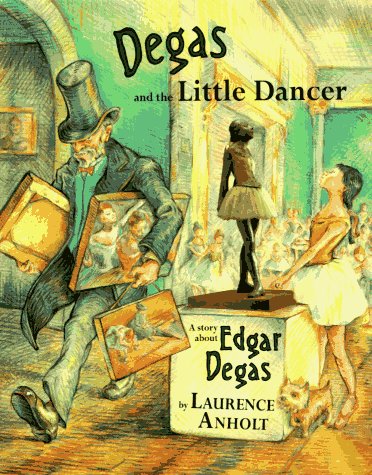 Degas
and the Little Dancer
A story
about Edgar
Degas
by LAURENCE
ANHOLT